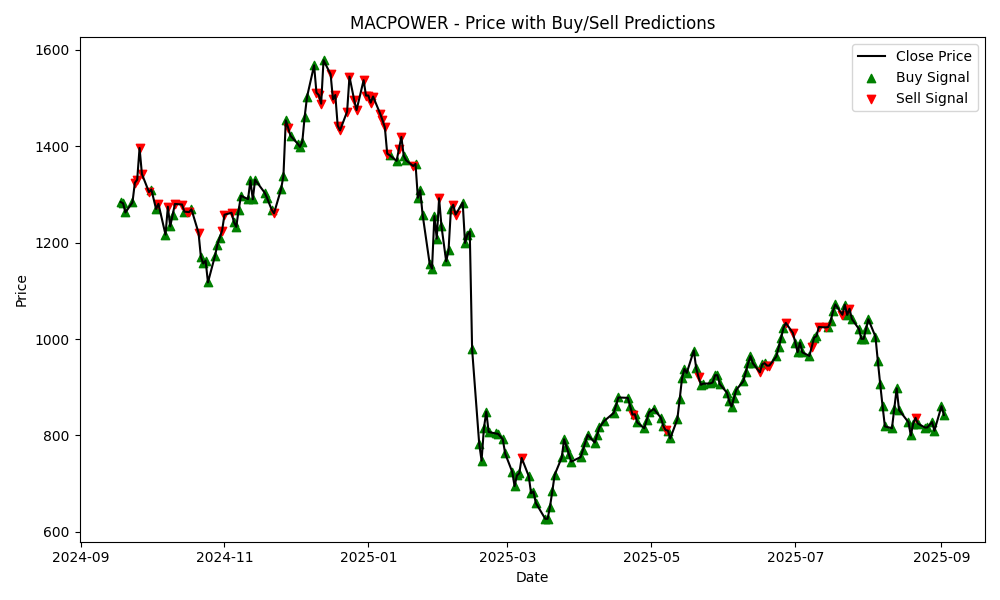 MACPOWER - Price with Buy/Sell Predictions
Close Price
Buy Signal
Sell Signal
Price
1600
1400
1200
1000
800
600
2024-09
2024-11
2025-01
2025-03
2025-05
2025-07
2025-09
Date